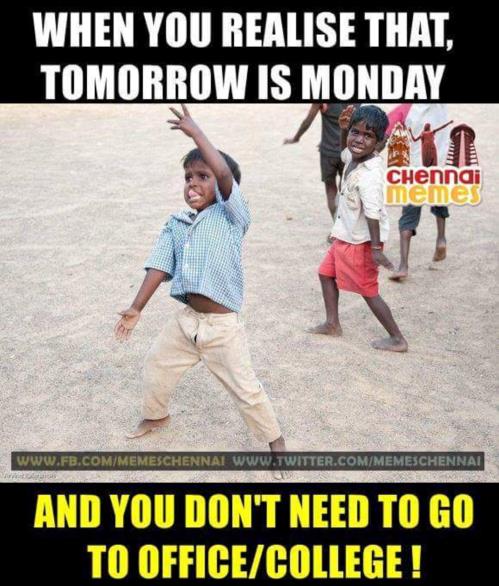 WHEN YOU REALISE THAT,
TOMORROW IS MONDAY
CHENNAI
MEMES
WWW.FB.COM/MEMESCHENNAI WWW.TWITTER.COM/MEMESCHENNAI
AND YOU DON'T NEED TO GO
TO OFFICE/COLLEGE !